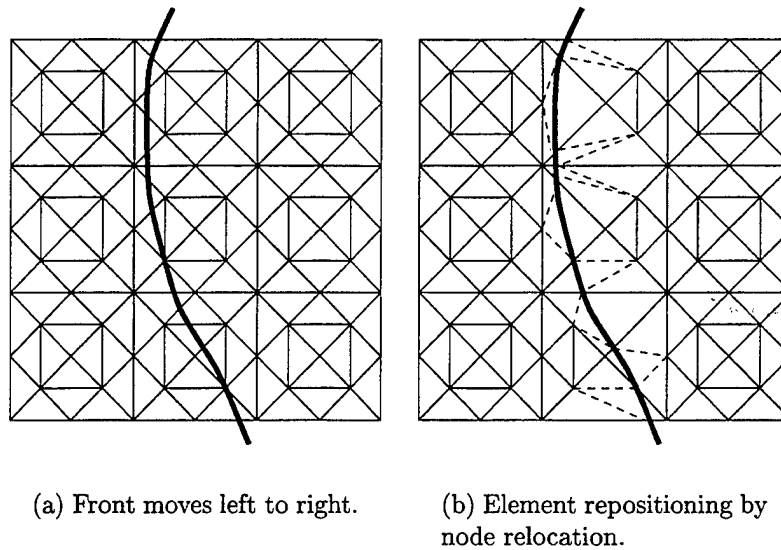 (a) Front moves left to right.
(b) Element repositioning by
node relocation.